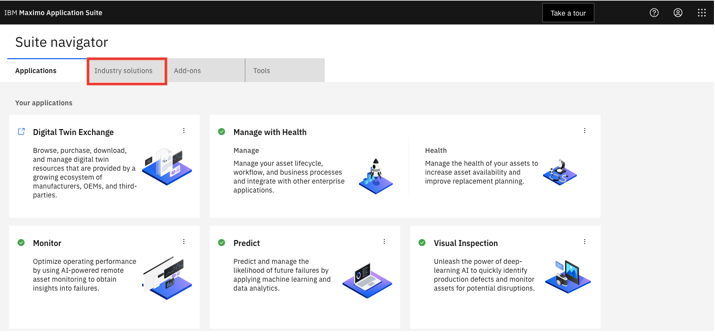 IBM Maximo Application Suite
Take a tour
Suite navigator
Applications
Industry solutions
Add-ons
Tools
Your applications
Digital Twin Exchange
Browse, purchase, download,
and manage digital twin
resources that are provided by a
growing ecosystem of
manufacturers, OEMs, and third-
parties.
Manage with Health
Manage
Manage your asset lifecycle,
workflow, and business processes
and integrate with other enterprise
applications.
Health
Manage the health of your assets to
increase asset availability and
improve replacement planning.
Monitor
Optimize operating performance
by using AI-powered remote
asset monitoring to obtain
insights into failures.
Predict
Predict and manage the
likelihood of future failures by
applying machine learning and
data analytics.
Visual Inspection
Unleash the power of deep-
learning AI to quickly identify
production defects and monitor
assets for potential disruptions.